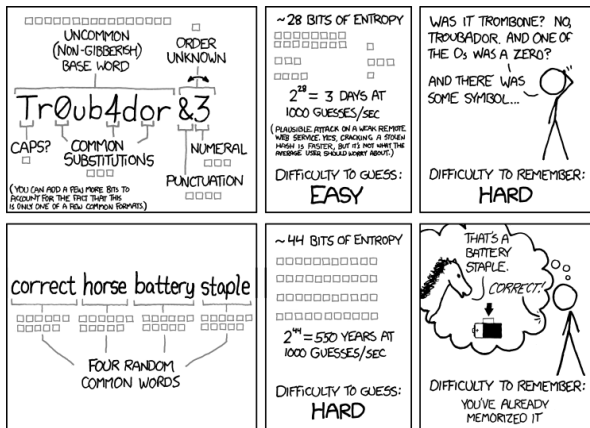 UNCOMMON
(NON-GIBBERISH)
BASE WORD
ORDER
UNKNOWN
Tr0ub4dor &3
CAPS?
COMMON
SUBSTITUTIONS
NUMERAL
PUNCTUATION
(YOU CAN ADD A FEW MORE BITS TO
ACCOUNT FOR THE FACT THAT THIS
IS ONLY ONE OF A FEW COMMON FORMATS.)
~28 BITS OF ENTROPY
2²⁸ = 3 DAYS AT
1000 GUESSES/SEC
(PLAUSIBLE ATTACK ON A WEAK REMOTE
WEB SERVICE. YES, CRACKING A STOLEN
HASH IS FASTER, BUT IT'S NOT WHAT THE
AVERAGE USER SHOULD WORRY ABOUT.)
DIFFICULTY TO GUESS:
EASY
WAS IT TROMBONE? NO,
TROUBADOR. AND ONE OF
THE Os WAS A ZERO?
AND THERE WAS
SOME SYMBOL...
DIFFICULTY TO REMEMBER:
HARD
correct horse battery staple
FOUR RANDOM
COMMON WORDS
~44 BITS OF ENTROPY
2⁴⁴ = 550 YEARS AT
1000 GUESSES/SEC
DIFFICULTY TO GUESS:
HARD
THAT'S A
BATTERY
STAPLE.
CORRECT!
DIFFICULTY TO REMEMBER:
YOU'VE ALREADY
MEMORIZED IT